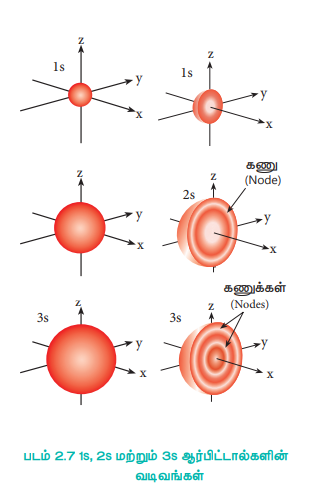 z
1s
y
x
z
1s
y
x
z
y
x
கணு
(Node)
z
2s
y
x
z
3s
y
x
கணுக்கள்
(Nodes)
z
3s
y
x
படம் 2.7 1s, 2s மற்றும் 3s ஆர்பிட்டால்களின்
வடிவங்கள்